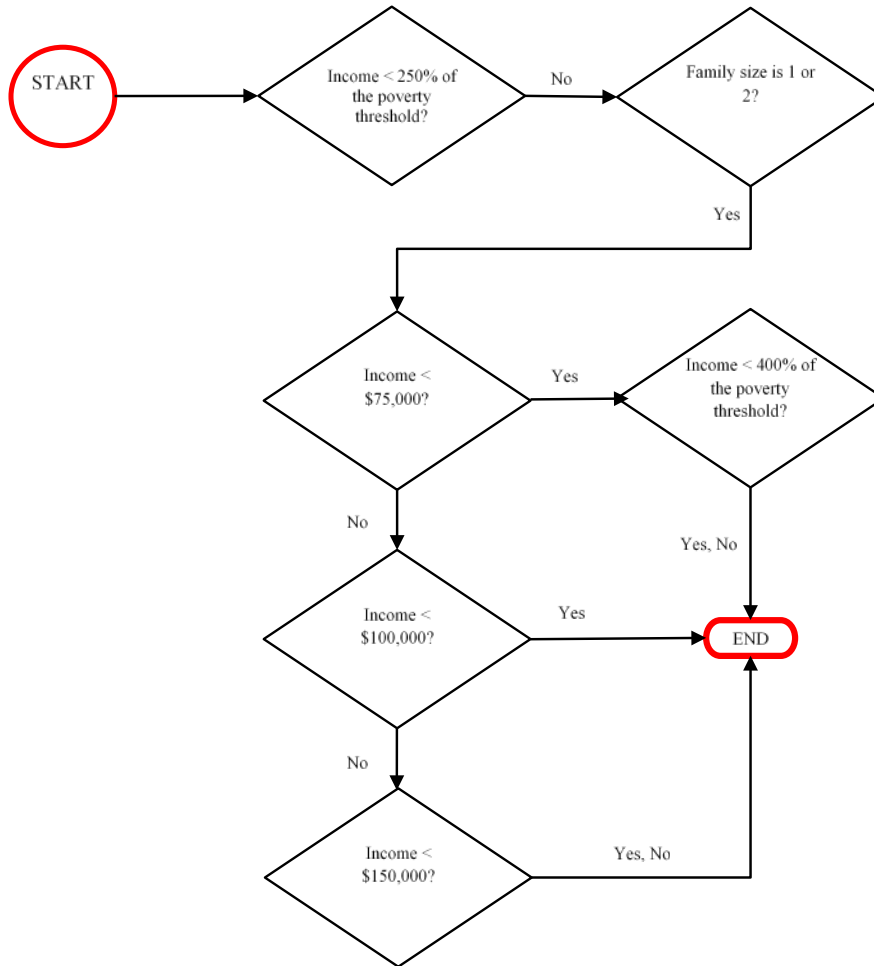 START
Income < 250% of
the poverty
threshold?
No
Family size is 1 or
2?
Yes
Income <
$75,000?
Yes
Income < 400% of
the poverty
threshold?
No
Yes, No
Income <
$100,000?
Yes
END
No
Income <
$150,000?
Yes, No